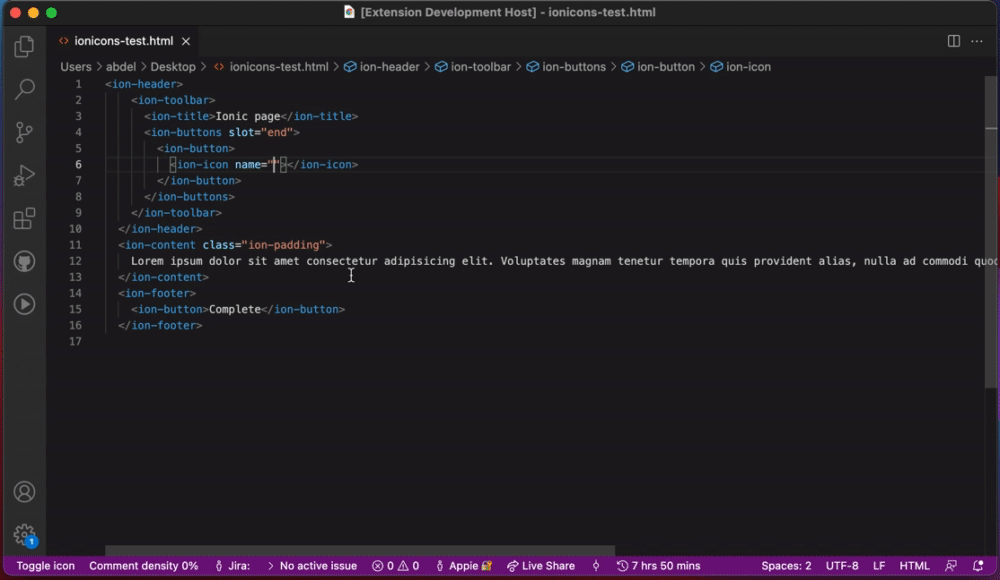 [Extension Development Host] - ionicons-test.html
<> ionicons-test.html ×
Users > abdel > Desktop > <> ionicons-test.html > ion-header > ion-toolbar > ion-buttons > ion-button > ion-icon
1 <ion-header>
2 <ion-toolbar>
3 <ion-title>Ionic page</ion-title>
4 <ion-buttons slot="end">
5 <ion-button>
6 <ion-icon name=""></ion-icon>
7 </ion-button>
8 </ion-buttons>
9 </ion-toolbar>
10 </ion-header>
11 <ion-content class="ion-padding">
12 Lorem ipsum dolor sit amet consectetur adipisicing elit. Voluptates magnam tenetur tempora quis provident alias, nulla ad commodi quod
13 </ion-content>
14 <ion-footer>
15 <ion-button>Complete</ion-button>
16 </ion-footer>
17
1
Toggle icon Comment density 0% Jira: > No active issue 0 0 Appie Live Share 7 hrs 50 mins Spaces: 2 UTF-8 LF HTML